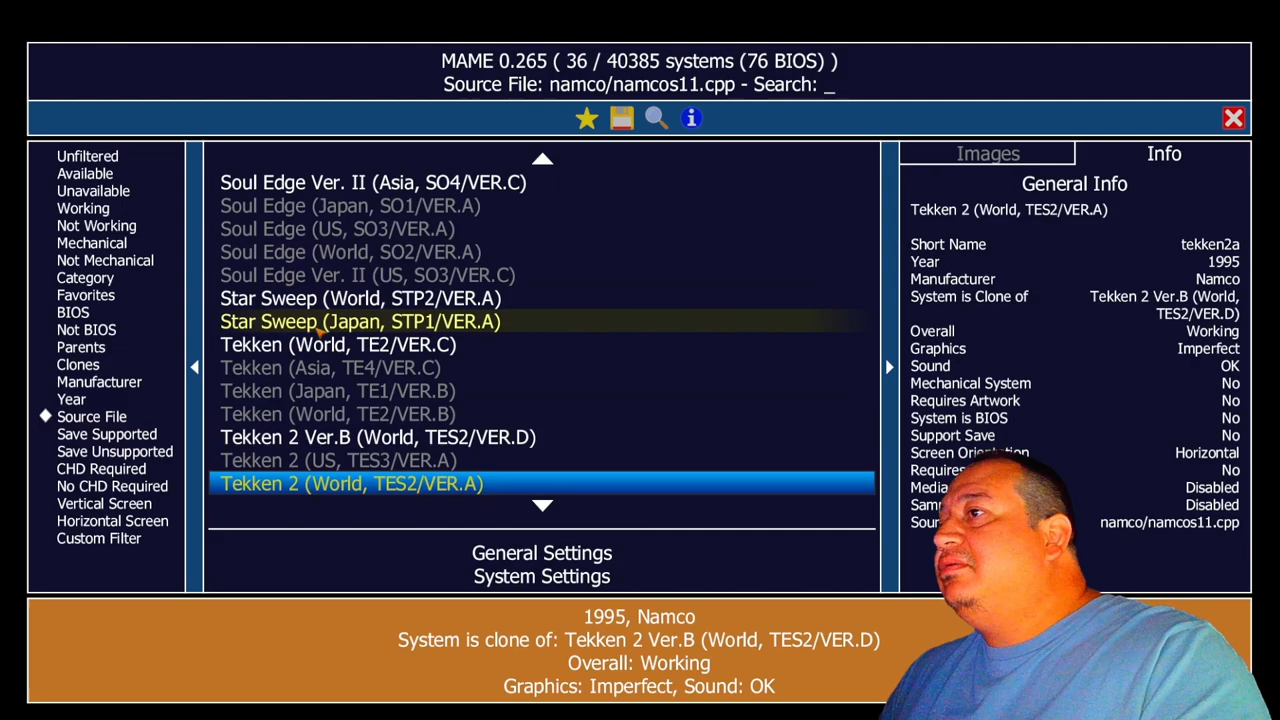 MAME 0.265 ( 36 / 40385 systems (76 BIOS) )
Source File: namco/namcos11.cpp - Search: _
Unfiltered
Available
Unavailable
Working
Not Working
Mechanical
Not Mechanical
Category
Favorites
BIOS
Not BIOS
Parents
Clones
Manufacturer
Year
Source File
Save Supported
Save Unsupported
CHD Required
No CHD Required
Vertical Screen
Horizontal Screen
Custom Filter
Soul Edge Ver. II (Asia, SO4/VER.C)
Soul Edge (Japan, SO1/VER.A)
Soul Edge (US, SO3/VER.A)
Soul Edge (World, SO2/VER.A)
Soul Edge Ver. II (US, SO3/VER.C)
Star Sweep (World, STP2/VER.A)
Star Sweep (Japan, STP1/VER.A)
Tekken (World, TE2/VER.C)
Tekken (Asia, TE4/VER.C)
Tekken (Japan, TE1/VER.B)
Tekken (World, TE2/VER.B)
Tekken 2 Ver.B (World, TES2/VER.D)
Tekken 2 (US, TES3/VER.A)
Tekken 2 (World, TES2/VER.A)
General Settings
System Settings
Images Info
General Info
Tekken 2 (World, TES2/VER.A)
Short Name tekken2a
Year 1995
Manufacturer Namco
System is Clone of Tekken 2 Ver.B (World,
TES2/VER.D)
Overall Working
Graphics Imperfect
Sound OK
Mechanical System No
Requires Artwork No
System is BIOS No
Support Save No
Screen Horizontal
No
Disabled
Disabled
namco/namcos11.cpp
1995, Namco
System is clone of: Tekken 2 Ver.B (World, TES2/VER.D)
Overall: Working
Graphics: Imperfect, Sound: OK